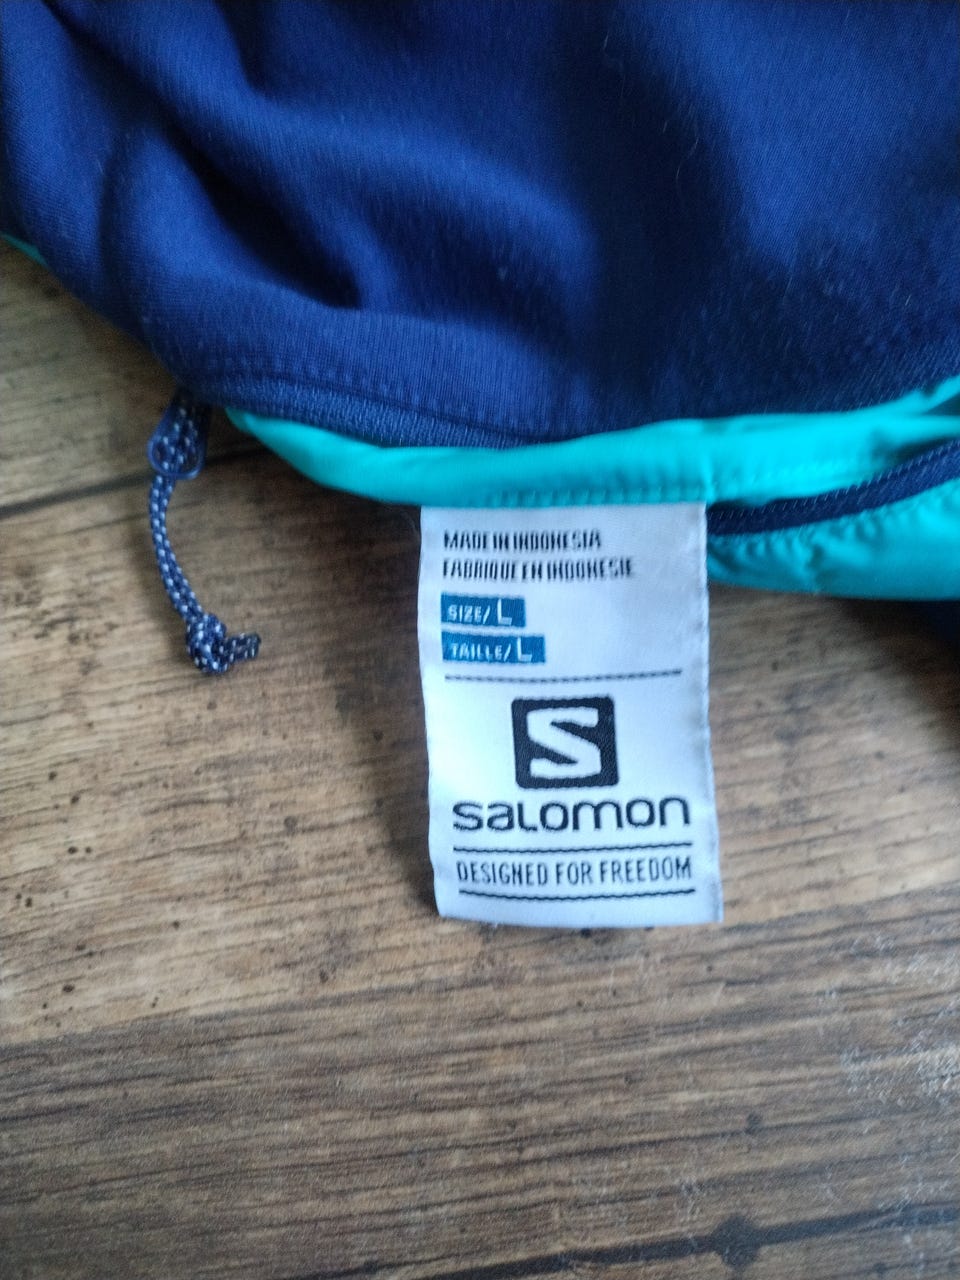 MADE IN INDONESIA
FABRIQUE EN INDONESIE
SIZE/L
TAILLE/L
S
SALOMON
DESIGNED FOR FREEDOM